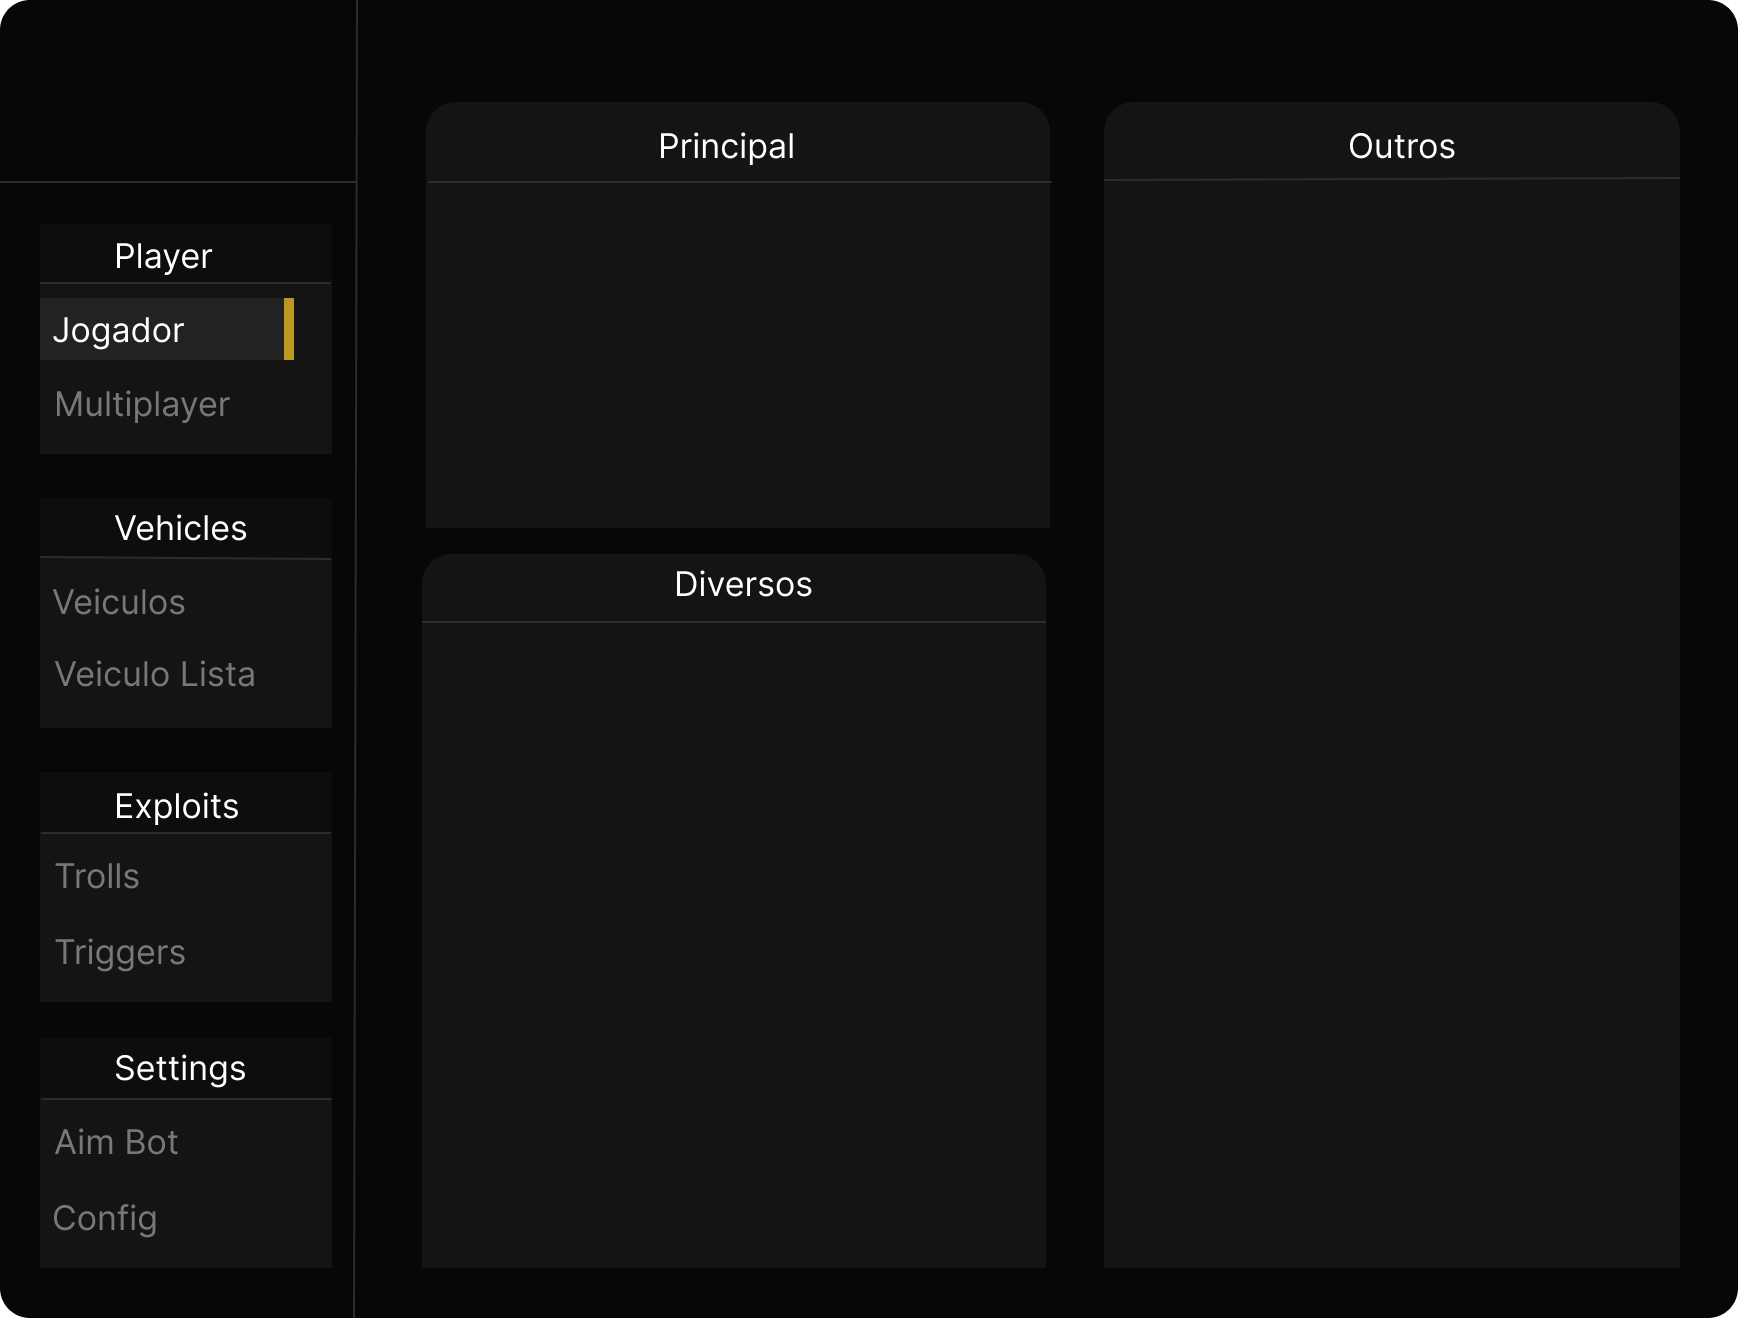 Player
Jogador
Multiplayer
Vehicles
Veiculos
Veiculo Lista
Exploits
Trolls
Triggers
Settings
Aim Bot
Config
Principal
Diversos
Outros